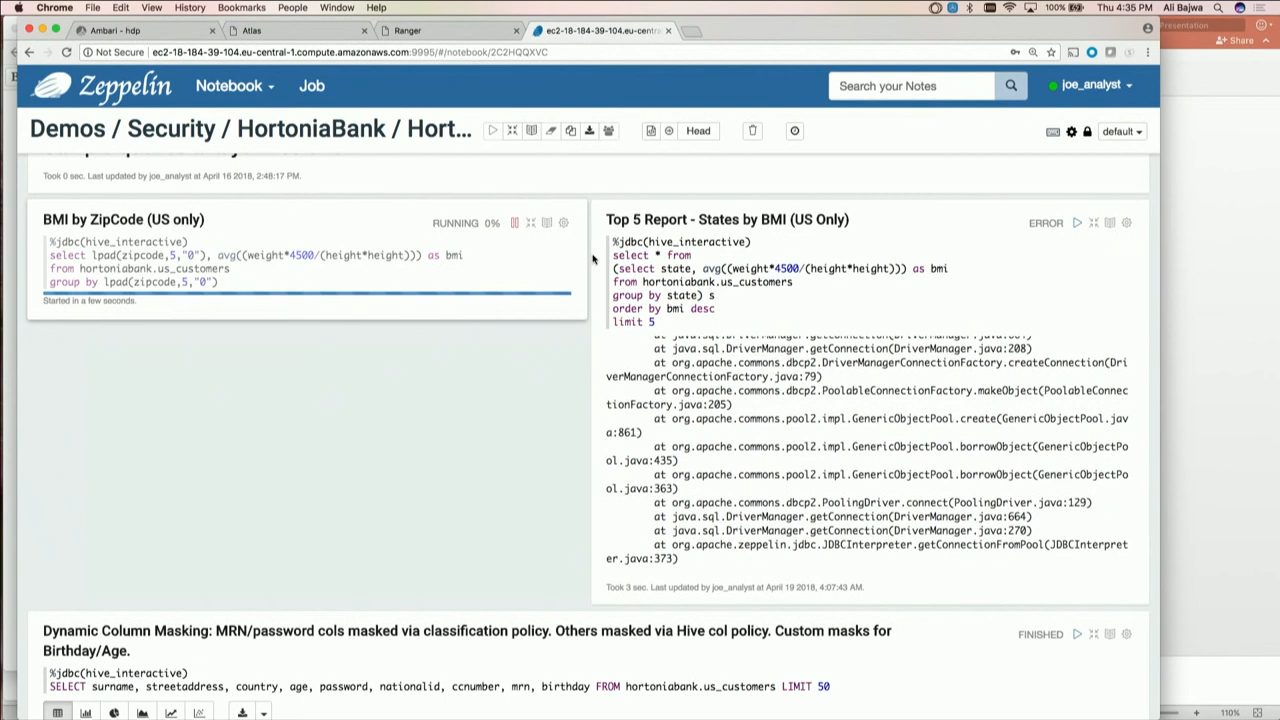 Chrome File Edit View History Bookmarks People Window Help 100% Thu 4:35 PM Ali Bajwa
Ambari - hdp Atlas Ranger ec2-18-184-39-104.eu-centr Presentation
Not Secure ec2-18-184-39-104.eu-central-1.compute.amazonaws.com:9995/#/notebook/2C2HQQXVC Share
Zeppelin Notebook Job Search your Notes joe_analyst
Demos / Security / HortoniaBank / Hort... Head default
Took 0 sec. Last updated by joe_analyst at April 16 2018, 2:48:17 PM.
BMI by ZipCode (US only) RUNNING 0%
%jdbc(hive_interactive)
select lpad(zipcode,5,"0"), avg((weight*4500/(height*height))) as bmi
from hortoniabank.us_customers
group by lpad(zipcode,5,"0")
Started in a few seconds.
Top 5 Report - States by BMI (US Only) ERROR
%jdbc(hive_interactive)
select * from
(select state, avg((weight*4500/(height*height))) as bmi
from hortoniabank.us_customers
group by state) s
order by bmi desc
limit 5
at java.sql.DriverManager.getConnection(DriverManager.java:208)
at org.apache.commons.dbcp2.DriverManagerConnectionFactory.createConnection(Dri
verManagerConnectionFactory.java:79)
at org.apache.commons.dbcp2.PoolableConnectionFactory.makeObject(PoolableConnec
tionFactory.java:205)
at org.apache.commons.pool2.impl.GenericObjectPool.create(GenericObjectPool.jav
a:861)
at org.apache.commons.pool2.impl.GenericObjectPool.borrowObject(GenericObjectPo
ol.java:435)
at org.apache.commons.pool2.impl.GenericObjectPool.borrowObject(GenericObjectPo
ol.java:363)
at org.apache.commons.dbcp2.PoolingDriver.connect(PoolingDriver.java:129)
at java.sql.DriverManager.getConnection(DriverManager.java:664)
at java.sql.DriverManager.getConnection(DriverManager.java:270)
at org.apache.zeppelin.jdbc.JDBCInterpreter.getConnectionFromPool(JDBCInterpret
er.java:373)
Took 3 sec. Last updated by joe_analyst at April 19 2018, 4:07:43 AM.
Dynamic Column Masking: MRN/password cols masked via classification policy. Others masked via Hive col policy. Custom masks for
Birthday/Age.
FINISHED
%jdbc(hive_interactive)
SELECT surname, streetaddress, country, age, password, nationalid, ccnumber, mrn, birthday FROM hortoniabank.us_customers LIMIT 50
110%